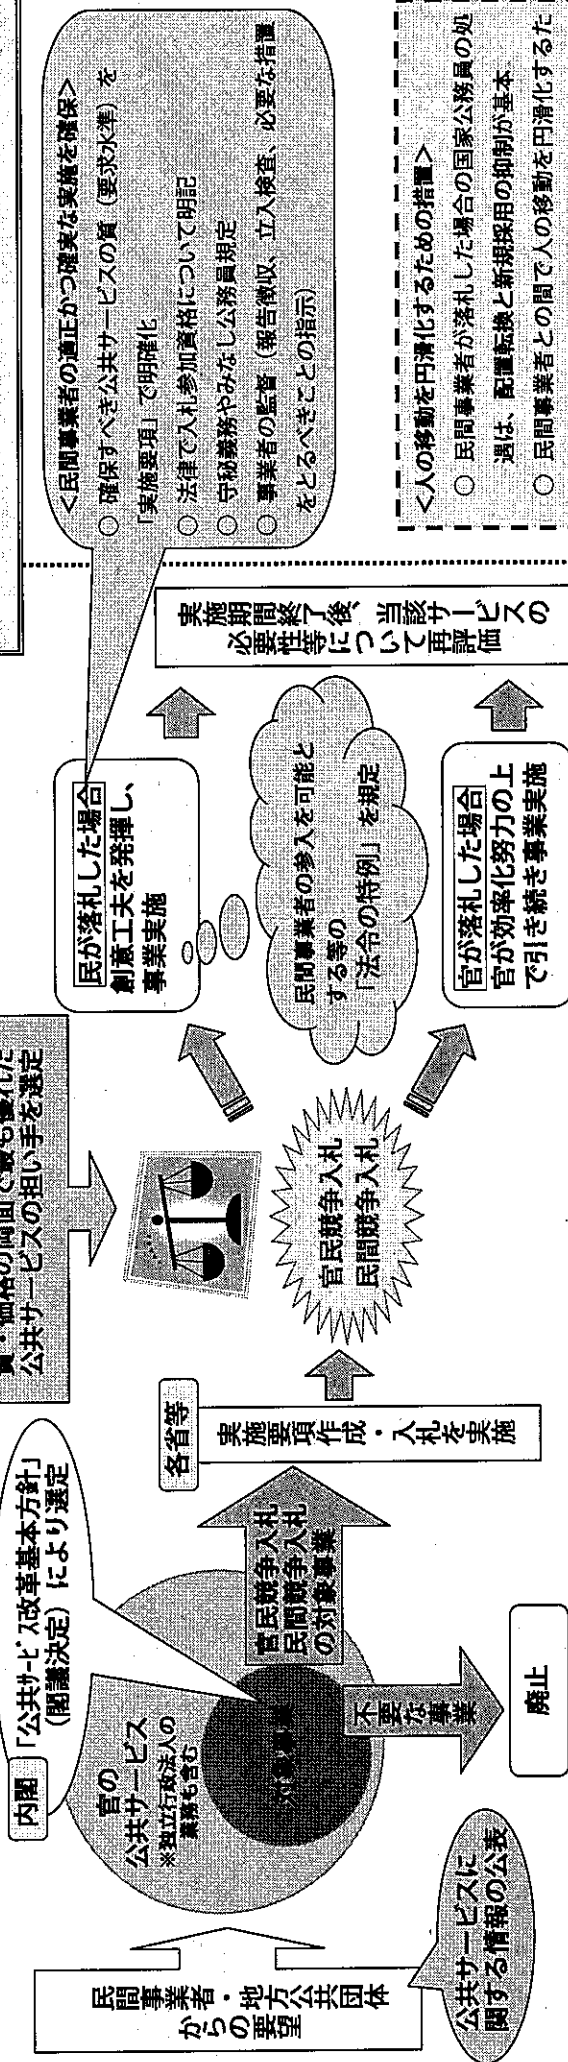 民間事業者・地方公共団体
からの要望
公共サービスに
関する情報の公表
内閣
「公共サービス改革基本方針」
(閣議決定)により選定
官の
公共サービス
※独立行政法人の
業務も含む
対象事業
官民競争入札
民間競争入札
の対象事業
不要な事業
廃止
各省等
実施要項作成・入札を実施
質・価格の両面で最も優れた
公共サービスの担い手を選定
官民競争入札
民間競争入札
民が落札した場合
創意工夫を発揮し、
事業実施
民間事業者の参入を可能と
する等の
「法令の特例」を規定
官が落札した場合
官が効率化努力の上
で引き続き事業実施
実施期間終了後、当該サービスの
必要性等について再評価
<民間事業者の適正かつ確実な実施を確保>
○ 確保すべき公共サービスの質(要求水準)を
「実施要項」で明確化
○ 法律で入札参加資格について明記
○ 守秘義務やみなし公務員規定
○ 事業者の監督(報告徴収、立入検査、必要な措置
をとるべきことの指示)
<人の移動を円滑化するための措置>
○ 民間事業者が落札した場合の国家公務員の処
遇は、配置転換と新規採用の抑制が基本
○ 民間事業者との間で人の移動を円滑化するた